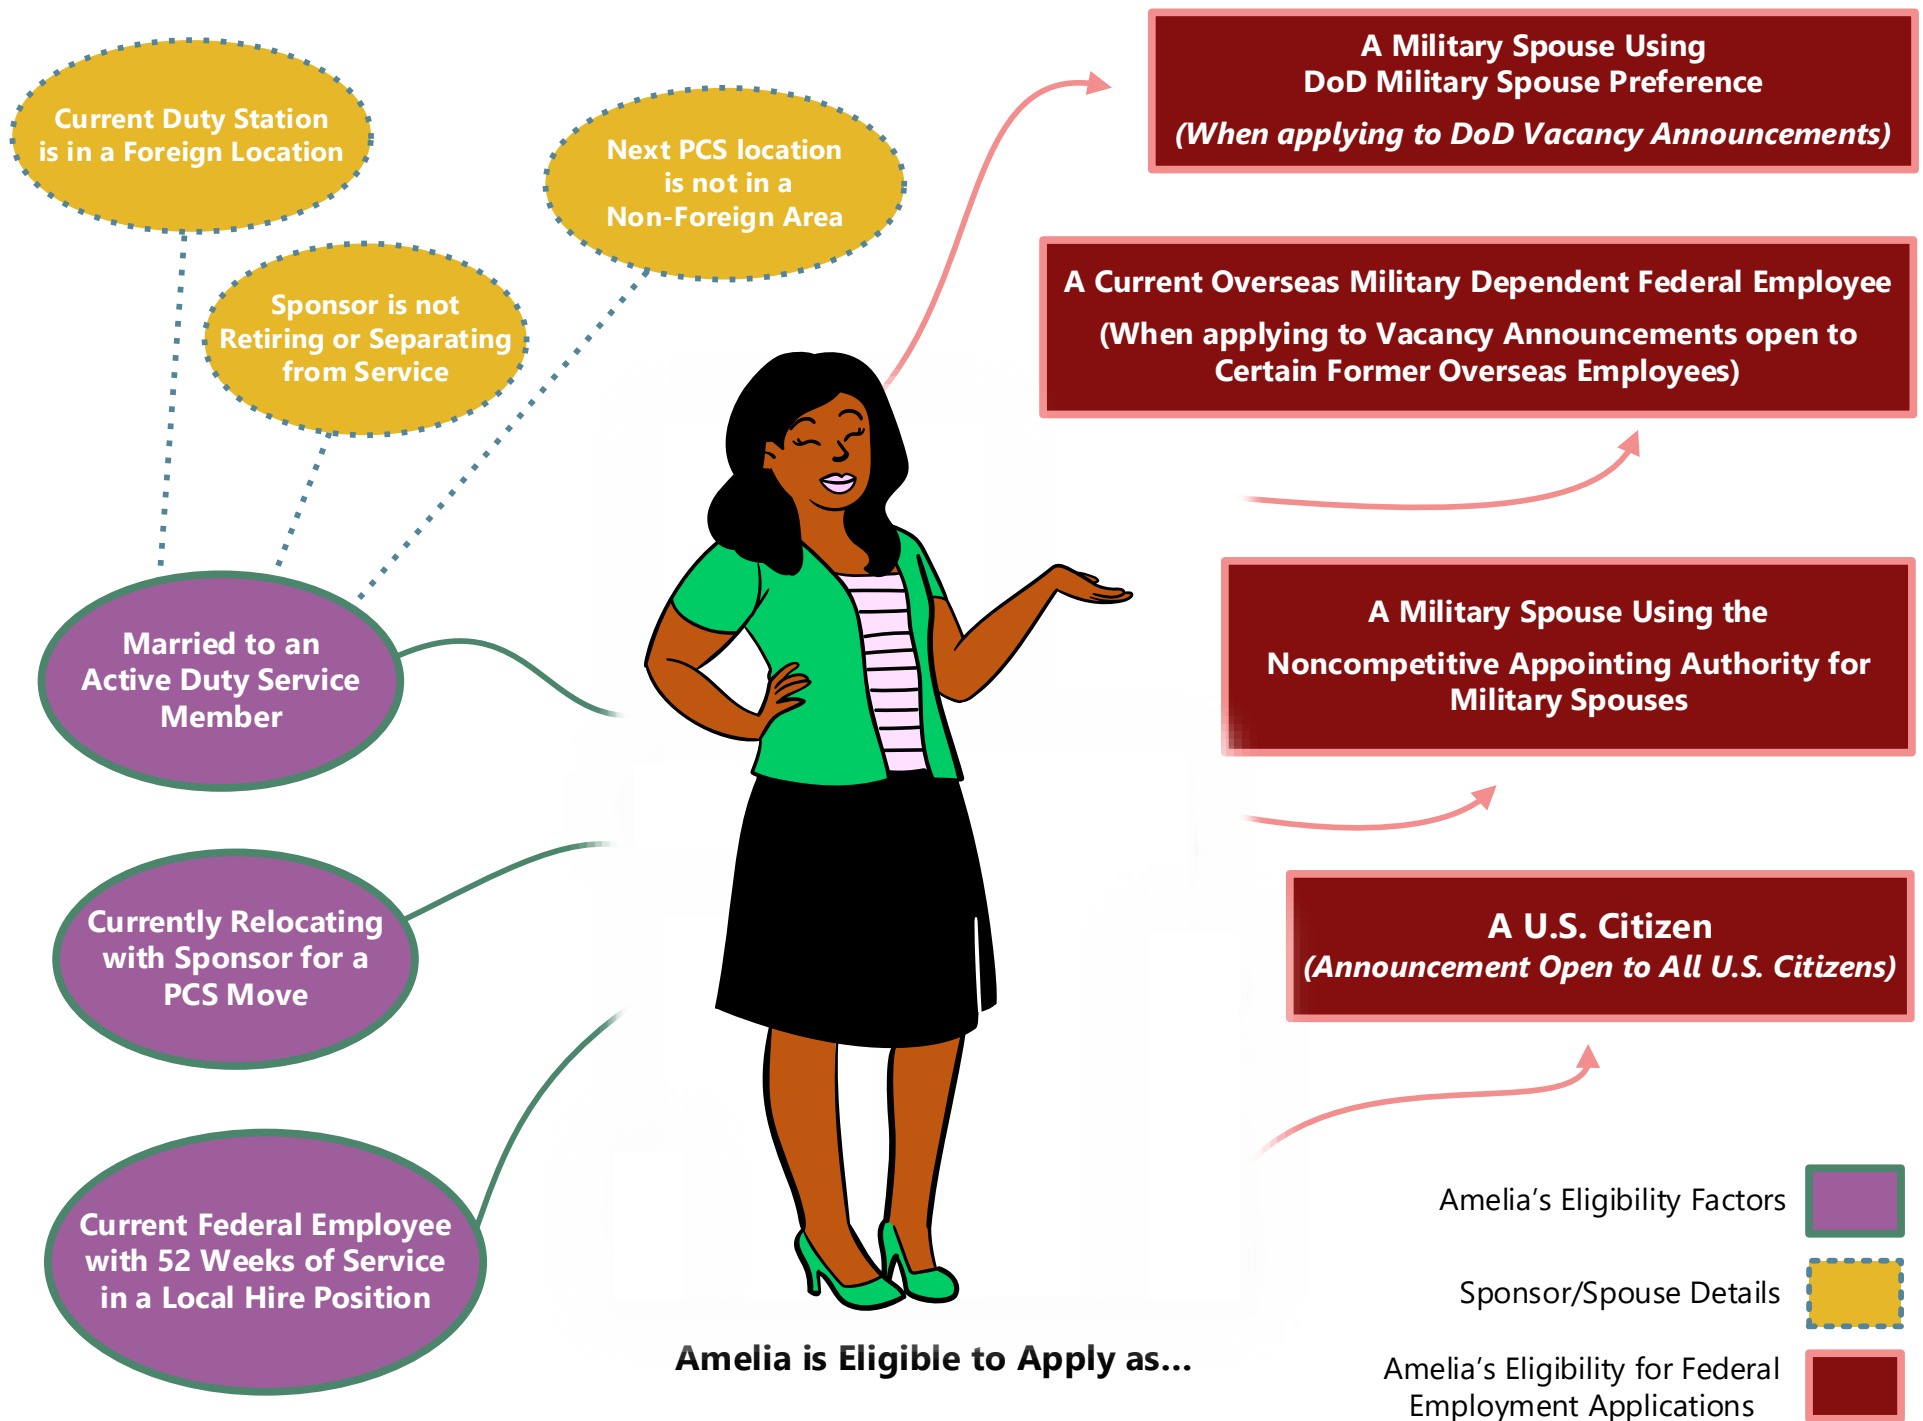 Current Duty Station
is in a Foreign Location
Next PCS location
is not in a
Non-Foreign Area
Sponsor is not
Retiring or Separating
from Service
Married to an
Active Duty Service
Member
Currently Relocating
with Sponsor for a
PCS Move
Current Federal Employee
with 52 Weeks of Service
in a Local Hire Position
Amelia is Eligible to Apply as...
A Military Spouse Using
DoD Military Spouse Preference
(When applying to DoD Vacancy Announcements)
A Current Overseas Military Dependent Federal Employee
(When applying to Vacancy Announcements open to
Certain Former Overseas Employees)
A Military Spouse Using the
Noncompetitive Appointing Authority for
Military Spouses
A U.S. Citizen
(Announcement Open to All U.S. Citizens)
Amelia's Eligibility Factors
Sponsor/Spouse Details
Amelia's Eligibility for Federal
Employment Applications